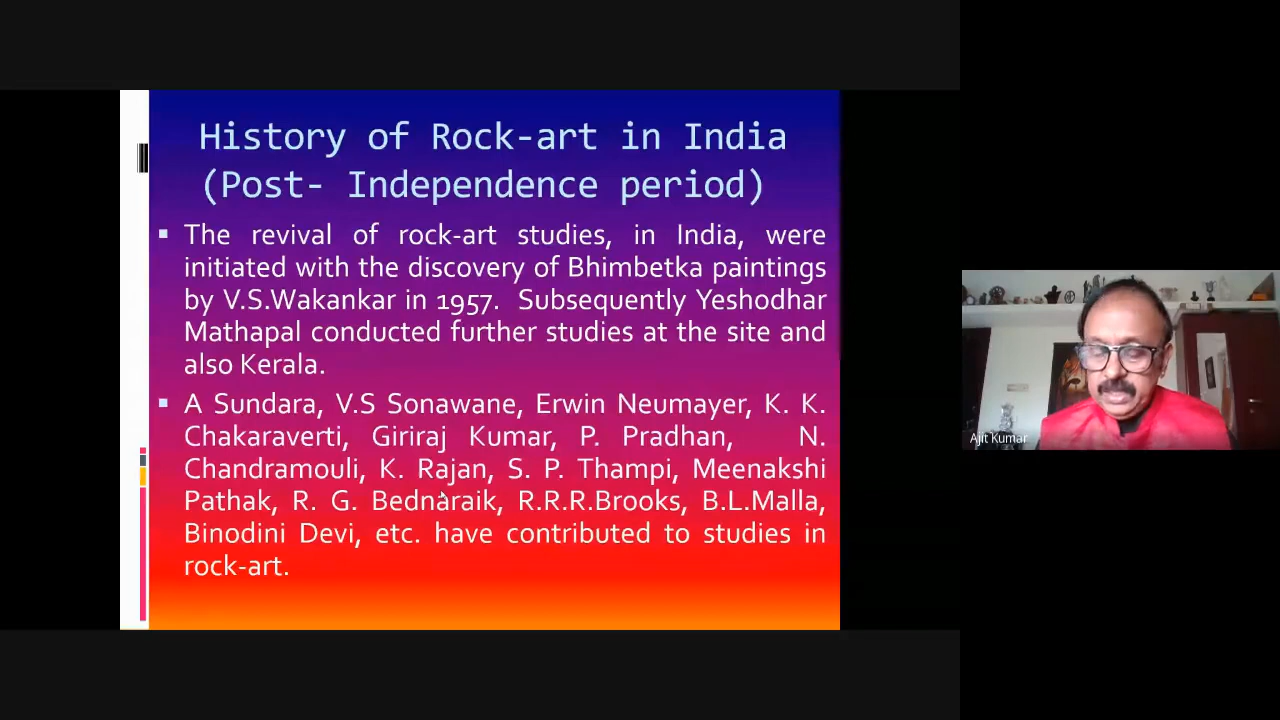 History of Rock-art in India
(Post- Independence period)
The revival of rock-art studies, in India, were
initiated with the discovery of Bhimbetka paintings
by V.S.Wakankar in 1957. Subsequently Yeshodhar
Mathapal conducted further studies at the site and
also Kerala.
A Sundara, V.S Sonawane, Erwin Neumayer, K. K.
Chakaraverti, Giriraj Kumar, P. Pradhan, N.
Chandramouli, K. Rajan, S. P. Thampi, Meenakshi
Pathak, R. G. Bednaraik, R.R.R.Brooks, B.L.Malla,
Binodini Devi, etc. have contributed to studies in
rock-art.
Ajit Kumar